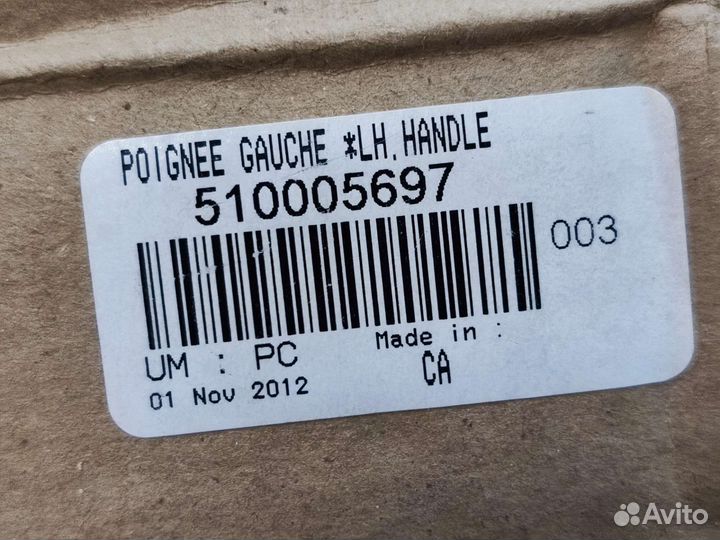 POIGNEE GAUCHE *LH.HANDLE
510005697
003
UM : PC
Made in :
01 Nov 2012
CA
Avito